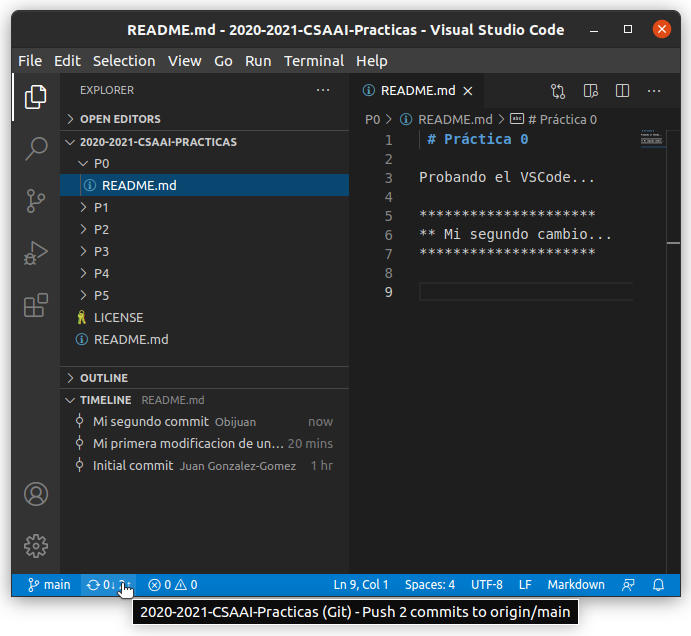 README.md - 2020-2021-CSAAI-Practicas - Visual Studio Code
File Edit Selection View Go Run Terminal Help
EXPLORER
OPEN EDITORS
2020-2021-CSAAI-PRACTICAS
P0
README.md
P1
P2
P3
P4
P5
LICENSE
README.md
OUTLINE
TIMELINE README.md
Mi segundo commit Obijuan now
Mi primera modificacion de un... 20 mins
Initial commit Juan Gonzalez-Gomez 1 hr
README.md
P0 > README.md > abc # Práctica 0
1 # Práctica 0
2
3 Probando el VSCode...
4
5 *********************
6 ** Mi segundo cambio...
7 *********************
8
9
main 0↓ 0 0 Ln 9, Col 1 Spaces: 4 UTF-8 LF Markdown
2020-2021-CSAAI-Practicas (Git) - Push 2 commits to origin/main